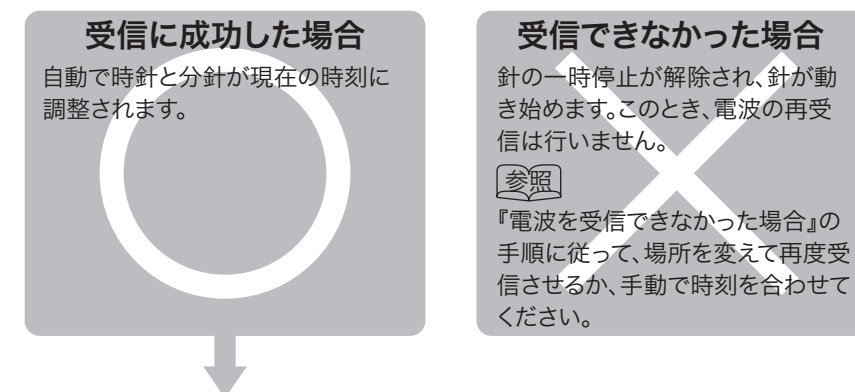 受信に成功した場合
自動で時針と分針が現在の時刻に
調整されます。
受信できなかった場合
針の一時停止が解除され、針が動
き始めます。このとき、電波の再受
信は行いません。
参照
『電波を受信できなかった場合』の
手順に従って、場所を変えて再度受
信させるか、手動で時刻を合わせて
ください。